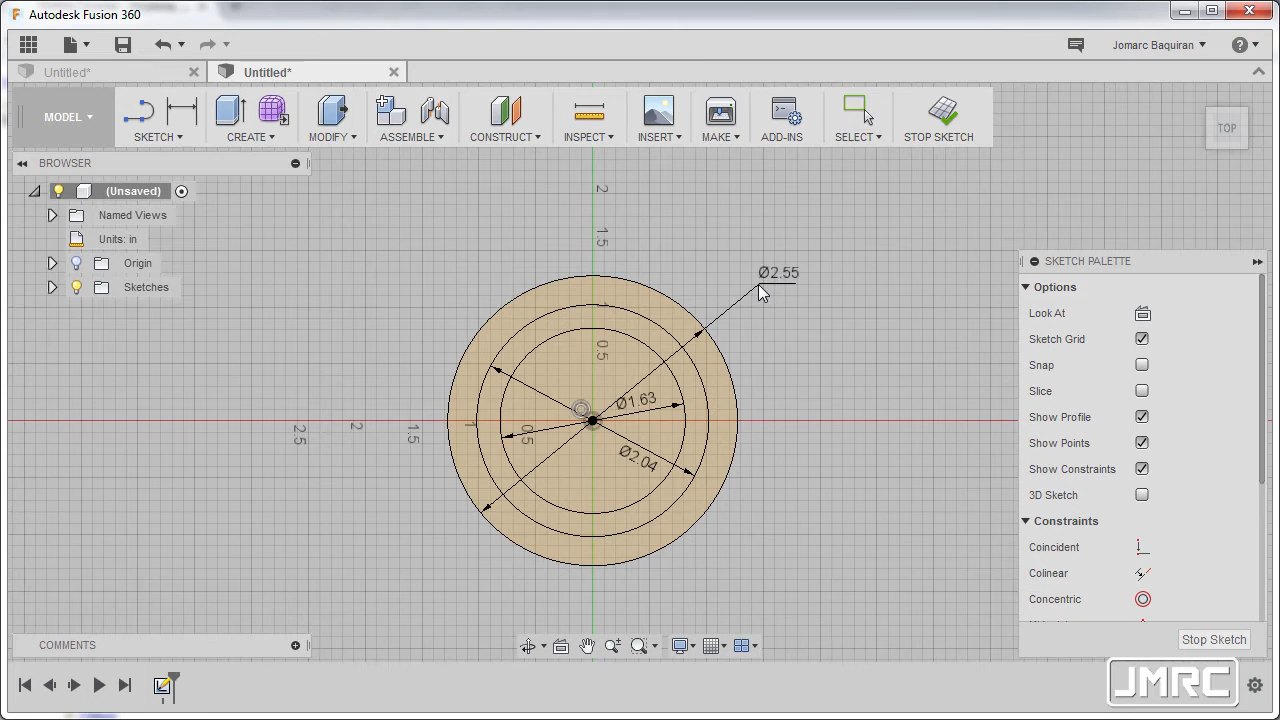 Autodesk Fusion 360
Jomarc Baquiran
Untitled*
Untitled*
MODEL
SKETCH
CREATE
MODIFY
ASSEMBLE
CONSTRUCT
INSPECT
INSERT
MAKE
ADD-INS
SELECT
STOP SKETCH
TOP
BROWSER
(Unsaved)
Named Views
Units: in
Origin
Sketches
2
1.5
1
0.5
Ø2.55
Ø1.63
Ø2.04
2.5
2
1.5
1
0.5
SKETCH PALETTE
Options
Look At
Sketch Grid
Snap
Slice
Show Profile
Show Points
Show Constraints
3D Sketch
Constraints
Coincident
Colinear
Concentric
Stop Sketch
COMMENTS
JMRC